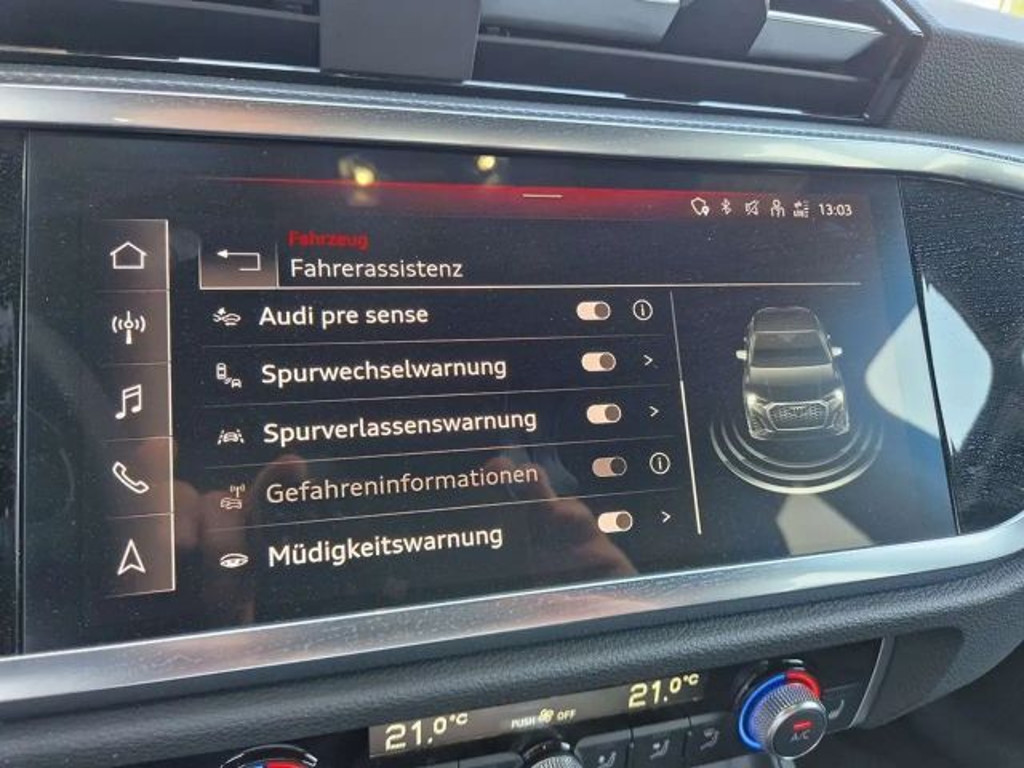 13:03
Fahrzeug
Fahrerassistenz
Audi pre sense
Spurwechselwarnung
Spurverlassenswarnung
Gefahreninformationen
Müdigkeitswarnung
21.0°C
PUSH OFF
21.0°C
A/C